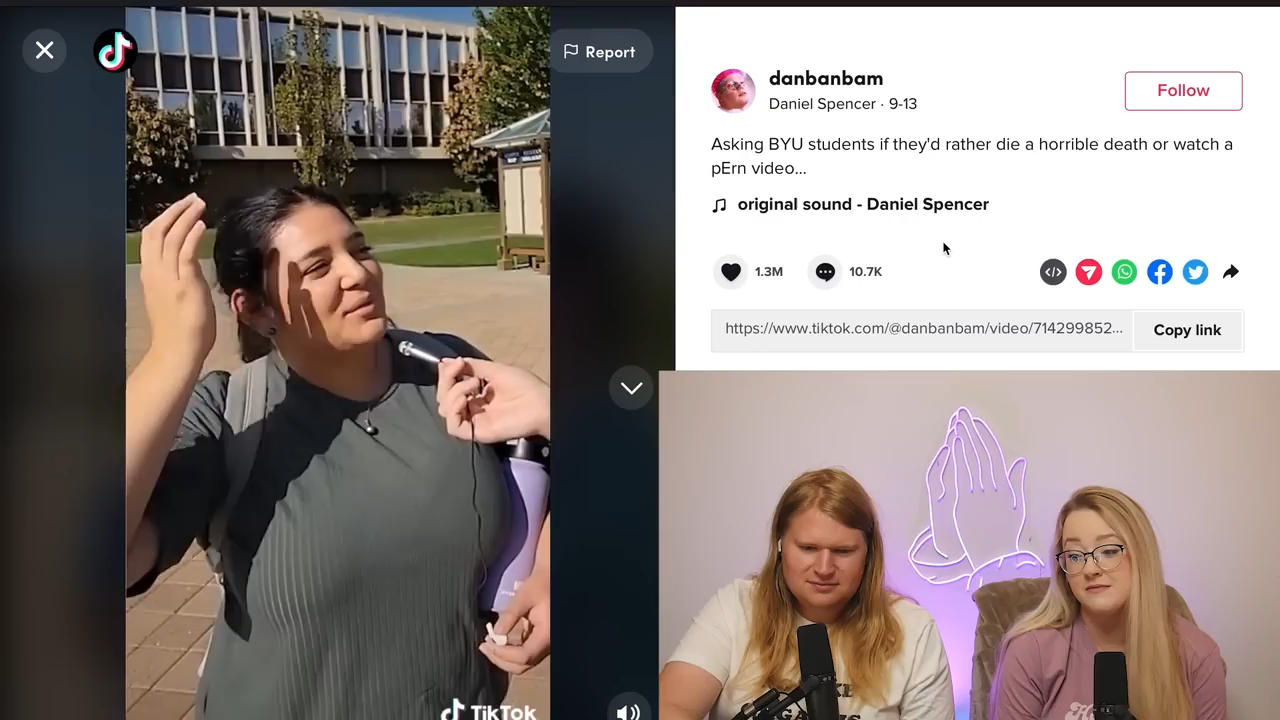 Report
danbanbam
Daniel Spencer · 9-13
Follow
Asking BYU students if they'd rather die a horrible death or watch a
pErn video...
original sound - Daniel Spencer
1.3M
10.7K
https://www.tiktok.com/@danbanbam/video/714299852...
Copy link
TikTok